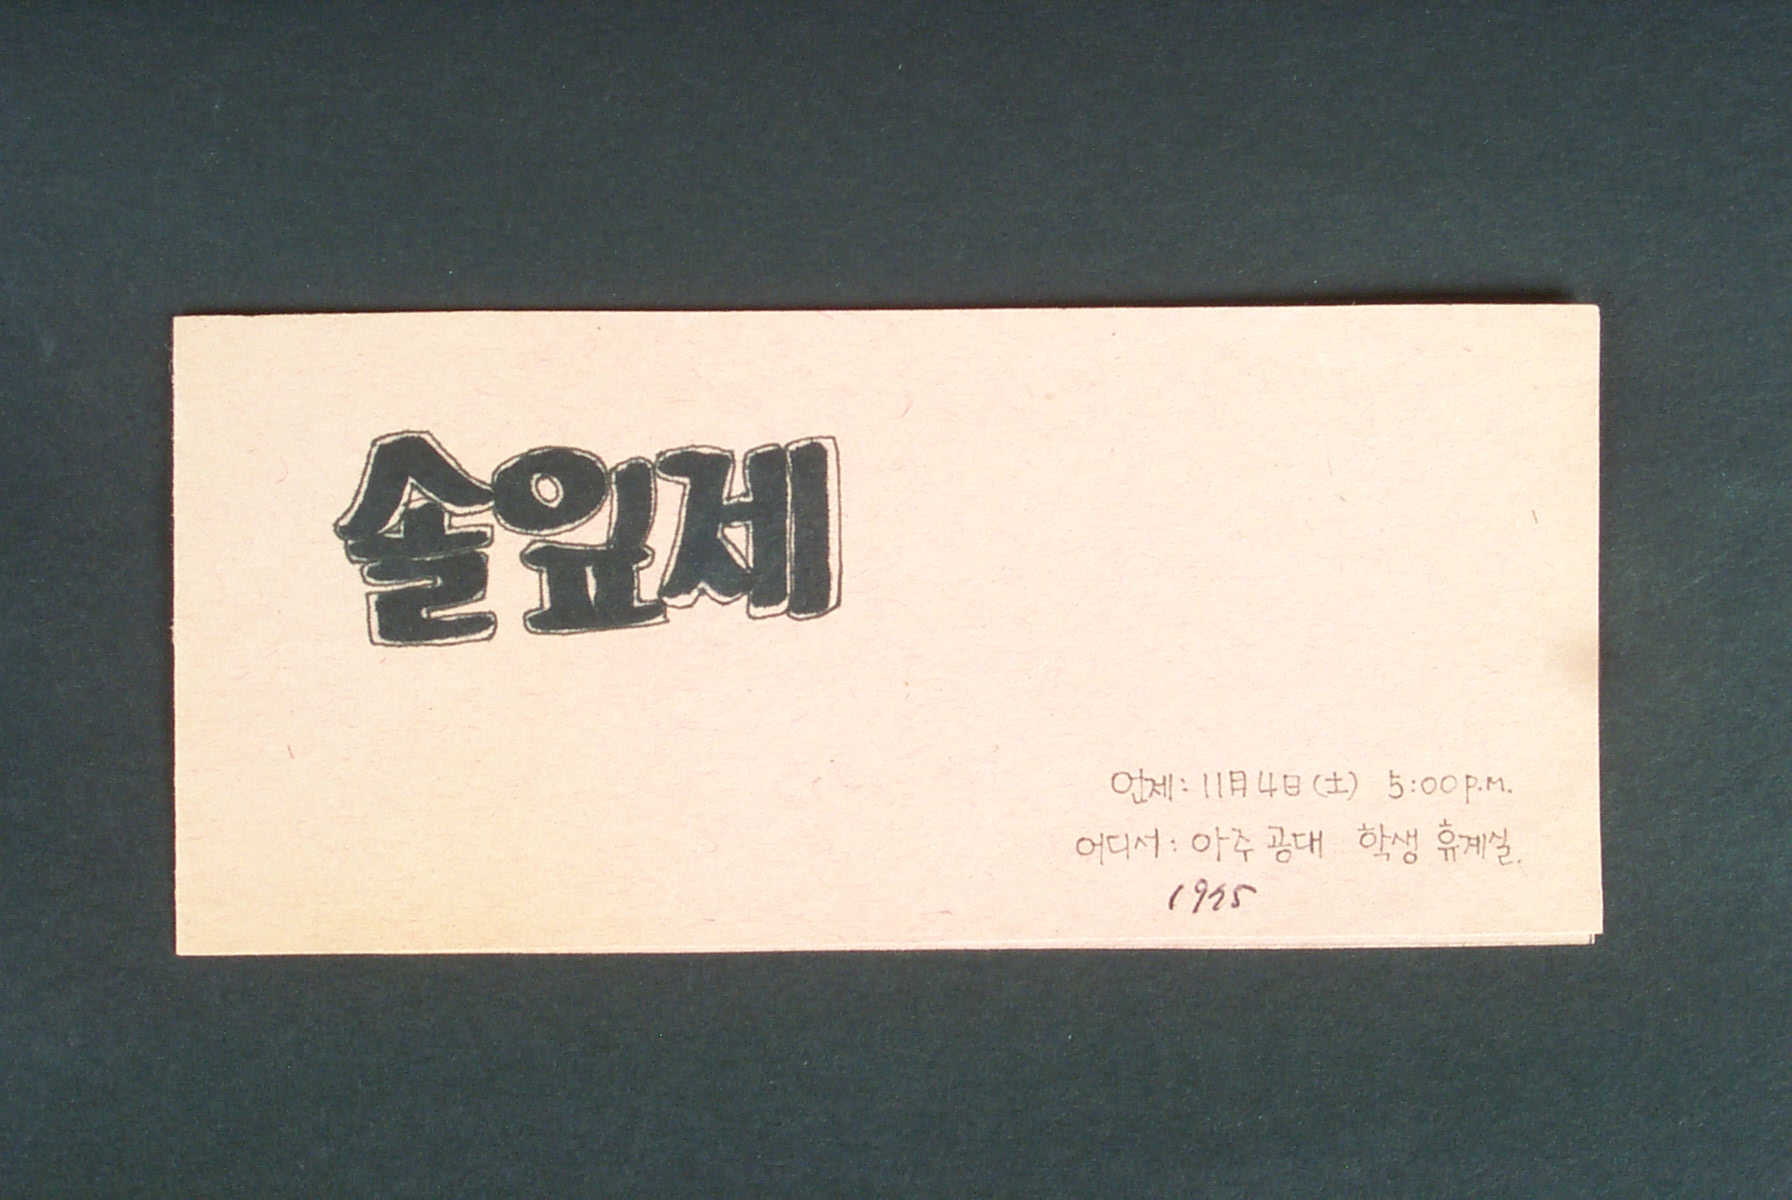 솔잎제
언제: 11月 4日 (土) 5:00 P.M.
어디서: 아주 공대 학생 휴게실.
1975